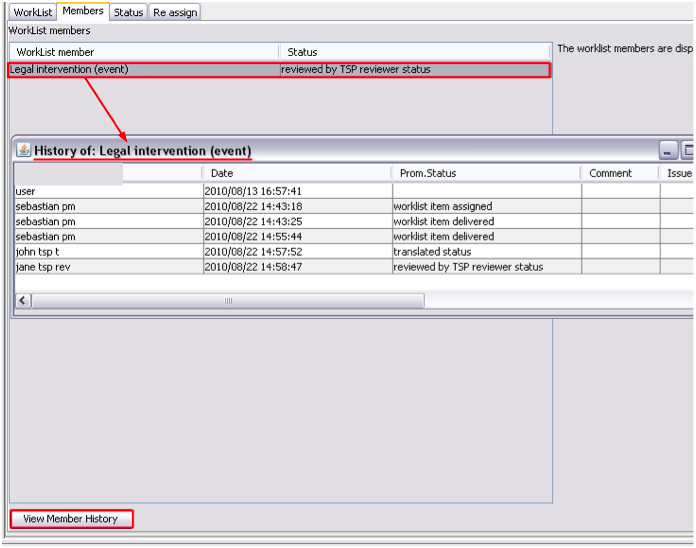 WorkList Members Status Re assign
WorkList members
WorkList member Status
The worklist members are disp
Legal intervention (event) reviewed by TSP reviewer status
History of: Legal intervention (event)
Date Prom.Status Comment Issue
user 2010/08/13 16:57:41
sebastian pm 2010/08/22 14:43:18 worklist item assigned
sebastian pm 2010/08/22 14:43:25 worklist item delivered
sebastian pm 2010/08/22 14:55:44 worklist item delivered
john tsp t 2010/08/22 14:57:52 translated status
jane tsp rev 2010/08/22 14:58:47 reviewed by TSP reviewer status
View Member History